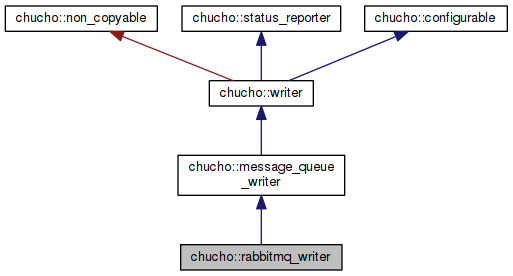 chucho::non_copyable
chucho::status_reporter
chucho::configurable
chucho::writer
chucho::message_queue
_writer
chucho::rabbitmq_writer